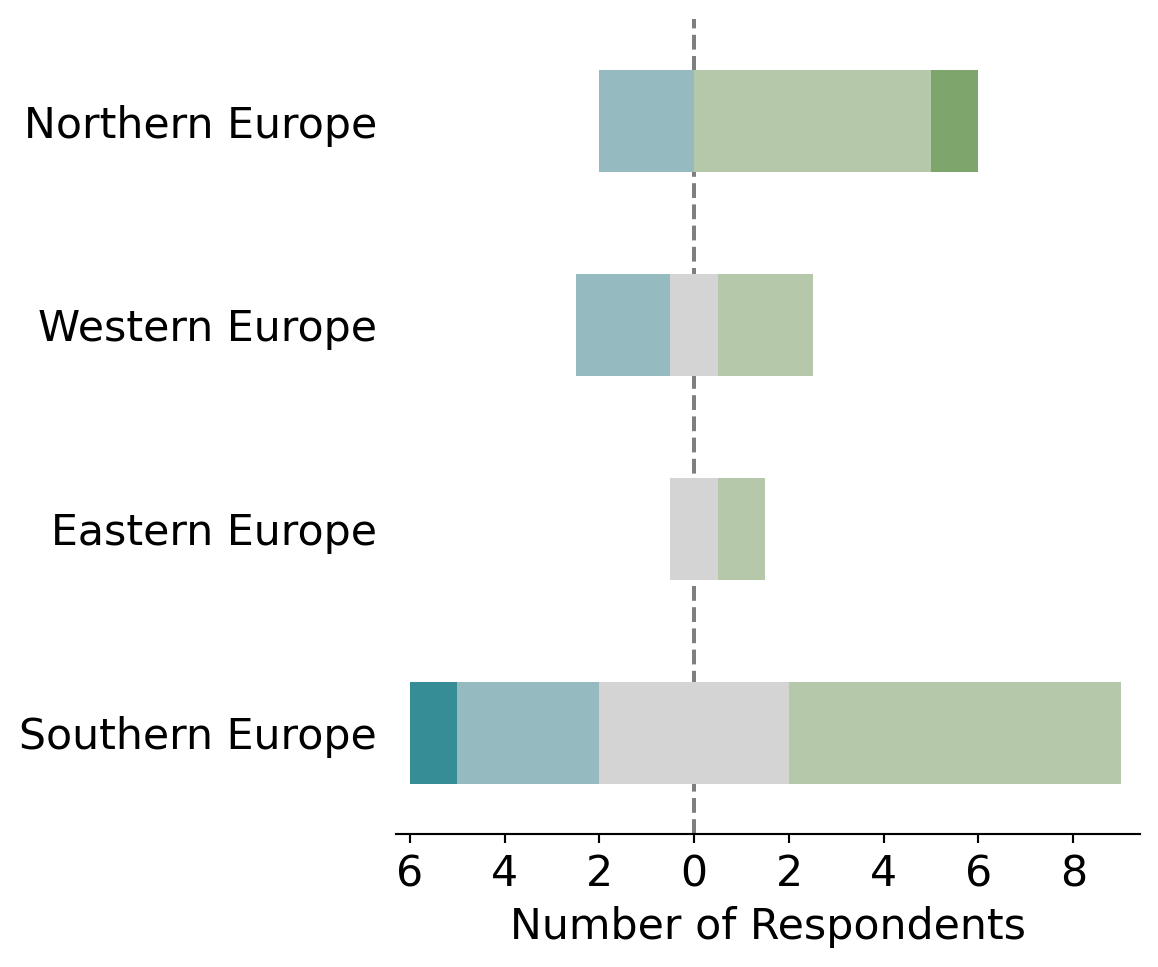 Northern Europe
Western Europe
Eastern Europe
Southern Europe
6 4 2 0 2 4 6 8
Number of Respondents